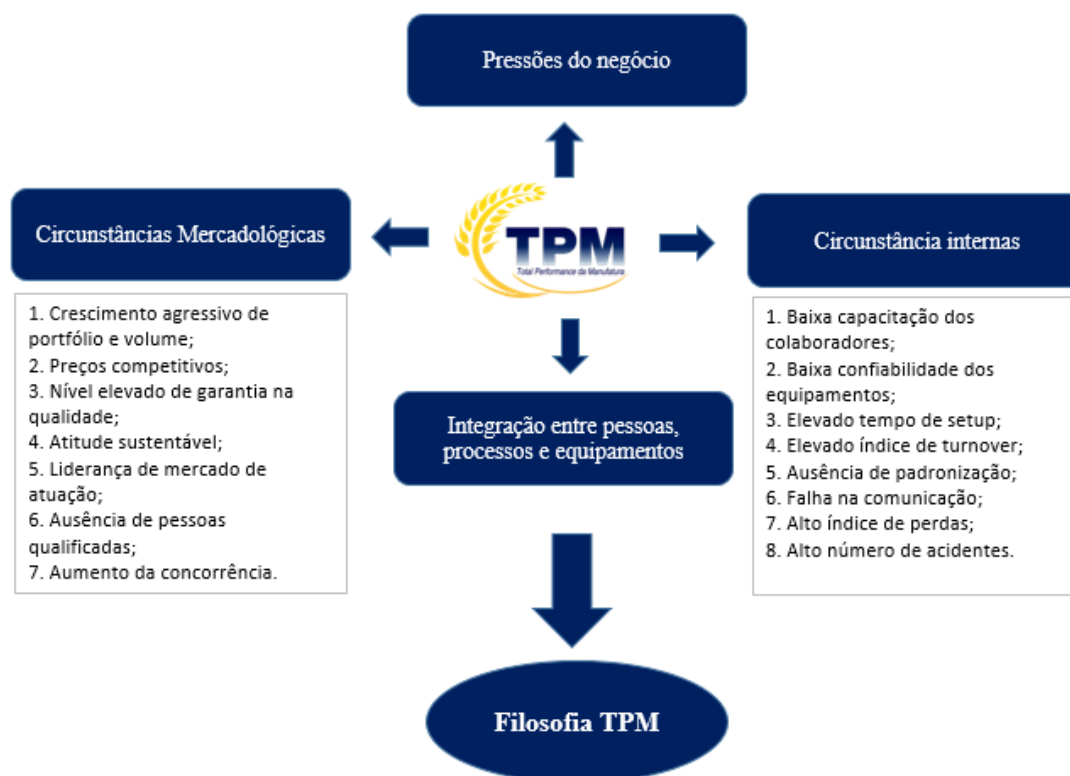 Pressões do negócio
Circunstâncias Mercadológicas
TPM
Total Performance da Manufatura
Circunstância internas
1. Crescimento agressivo de
portfólio e volume;
2. Preços competitivos;
3. Nível elevado de garantia na
qualidade;
4. Atitude sustentável;
5. Liderança de mercado de
atuação;
6. Ausência de pessoas
qualificadas;
7. Aumento da concorrência.
Integração entre pessoas,
processos e equipamentos
1. Baixa capacitação dos
colaboradores;
2. Baixa confiabilidade dos
equipamentos;
3. Elevado tempo de setup;
4. Elevado índice de turnover;
5. Ausência de padronização;
6. Falha na comunicação;
7. Alto índice de perdas;
8. Alto número de acidentes.
Filosofia TPM